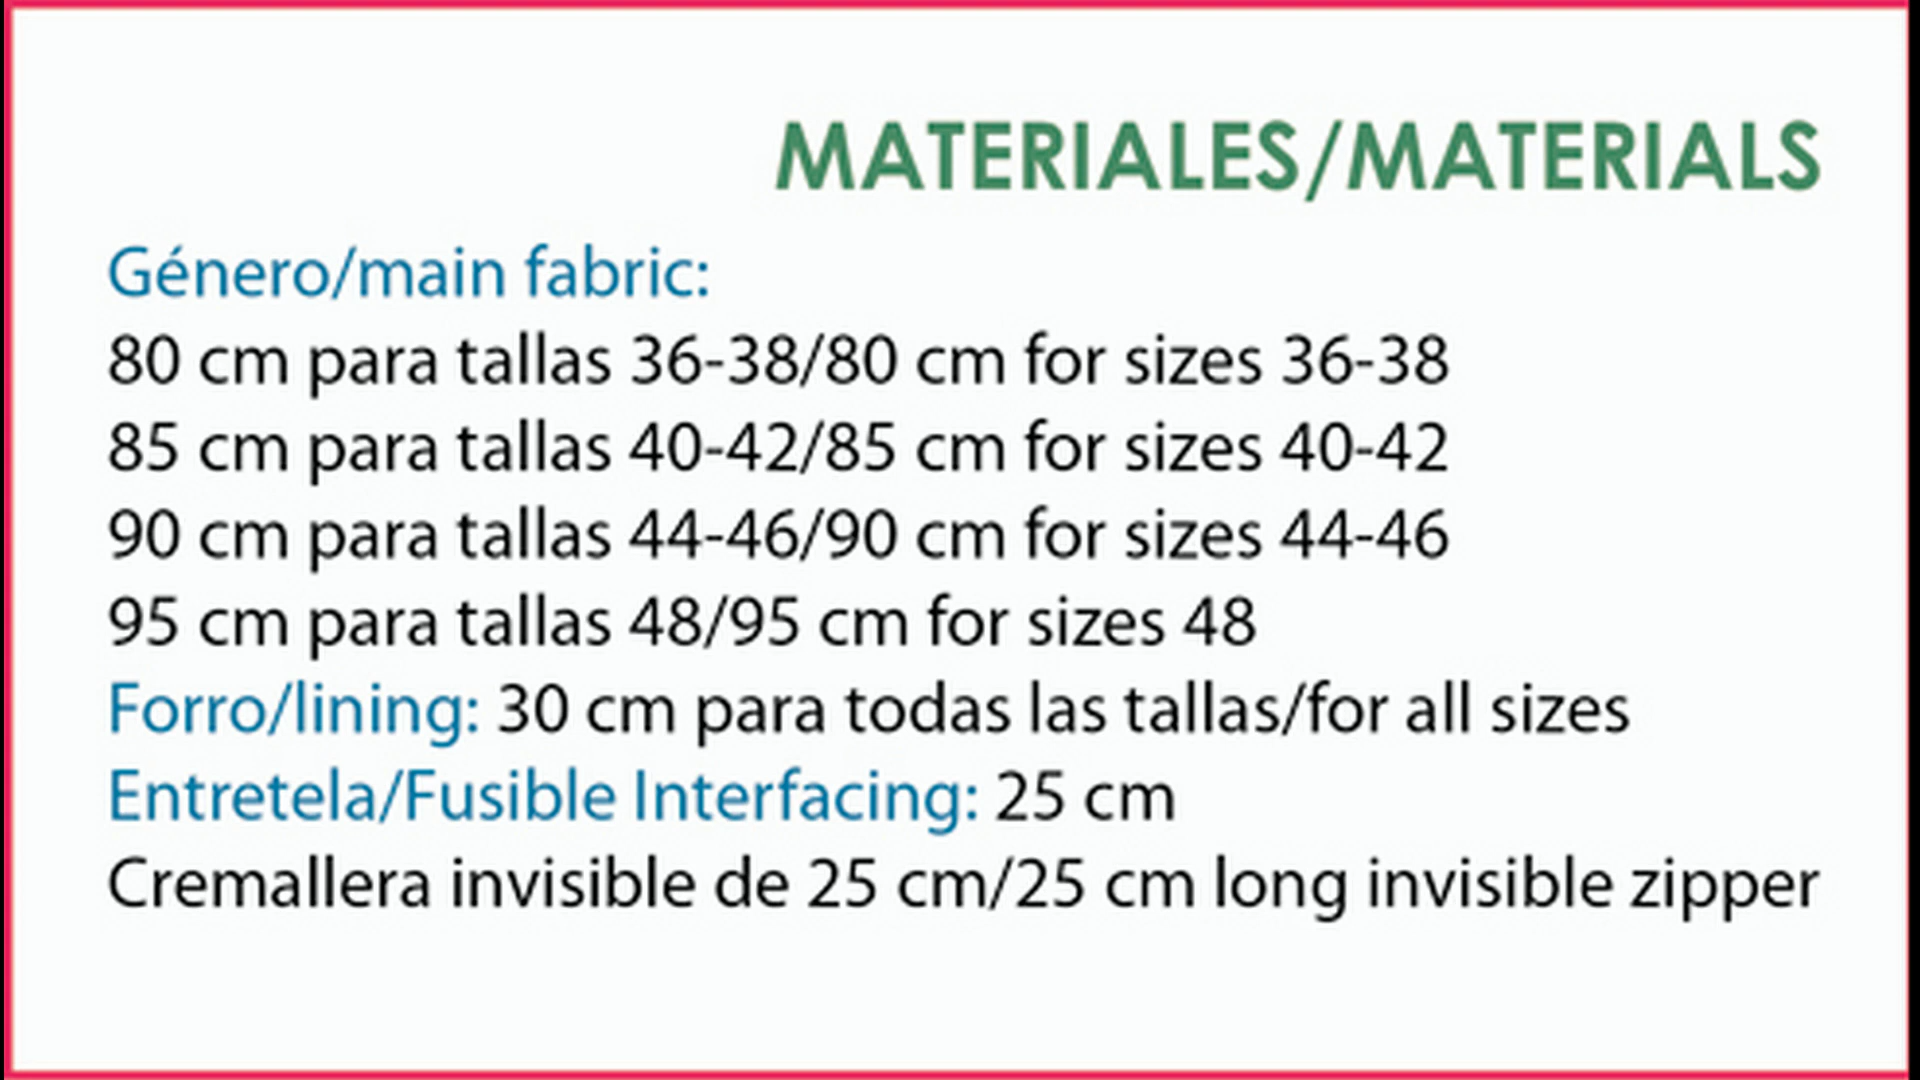 MATERIALES/MATERIALS
Género/main fabric:
80 cm para tallas 36-38/80 cm for sizes 36-38
85 cm para tallas 40-42/85 cm for sizes 40-42
90 cm para tallas 44-46/90 cm for sizes 44-46
95 cm para tallas 48/95 cm for sizes 48
Forro/lining: 30 cm para todas las tallas/for all sizes
Entretela/Fusible Interfacing: 25 cm
Cremallera invisible de 25 cm/25 cm long invisible zipper